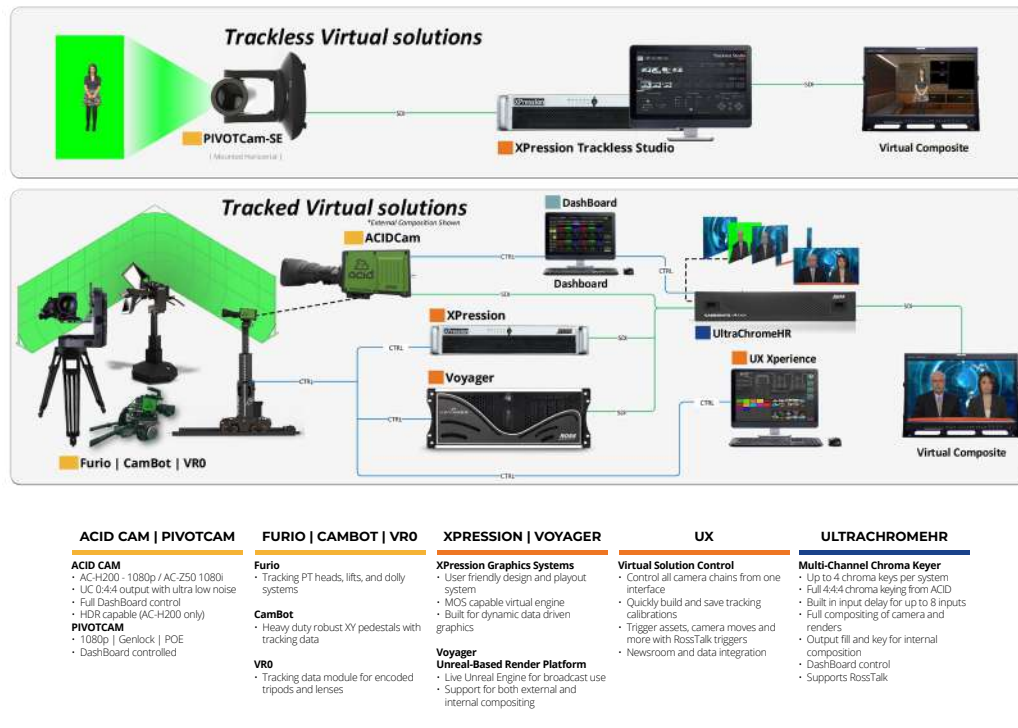 Trackless Virtual solutions
PIVOTCam-SE
[ Mounted Horizontal ]
SDI
XPression
XPression Trackless Studio
Trackless Studio
SDI
Virtual Composite
Tracked Virtual solutions
*External Composition Shown
ACIDCam
acid
DashBoard
Dashboard
CTRL
CTRL
SDI
XPression
XPression
CTRL
SDI
UltraChromeHR
CTRL
Voyager
CTRL
SDI
ROSS
UX Xperience
CTRL
CTRL
SDI
Virtual Composite
Furio | CamBot | VR0
ACID CAM | PIVOTCAM
ACID CAM
• AC-H200 - 1080p / AC-Z50 1080i
• UC 0:4:4 output with ultra low noise
• Full DashBoard control
• HDR capable (AC-H200 only)
PIVOTCAM
• 1080p | Genlock | POE
• DashBoard controlled
FURIO | CAMBOT | VR0
Furio
• Tracking PT heads, lifts, and dolly
systems
CamBot
• Heavy duty robust XY pedestals with
tracking data
VR0
• Tracking data module for encoded
tripods and lenses
XPRESSION | VOYAGER
XPression Graphics Systems
• User friendly design and playout
system
• MOS capable virtual engine
• Built for dynamic data driven
graphics
Voyager
Unreal-Based Render Platform
• Live Unreal Engine for broadcast use
• Support for both external and
internal compositing
UX
Virtual Solution Control
• Control all camera chains from one
interface
• Quickly build and save tracking
calibrations
• Trigger assets, camera moves and
more with RossTalk triggers
• Newsroom and data integration
ULTRACHROMEHR
Multi-Channel Chroma Keyer
• Up to 4 chroma keys per system
• Full 4:4:4 chroma keying from ACID
• Built in input delay for up to 8 inputs
• Full compositing of camera and
renders
• Output fill and key for internal
composition
• DashBoard control
• Supports RossTalk